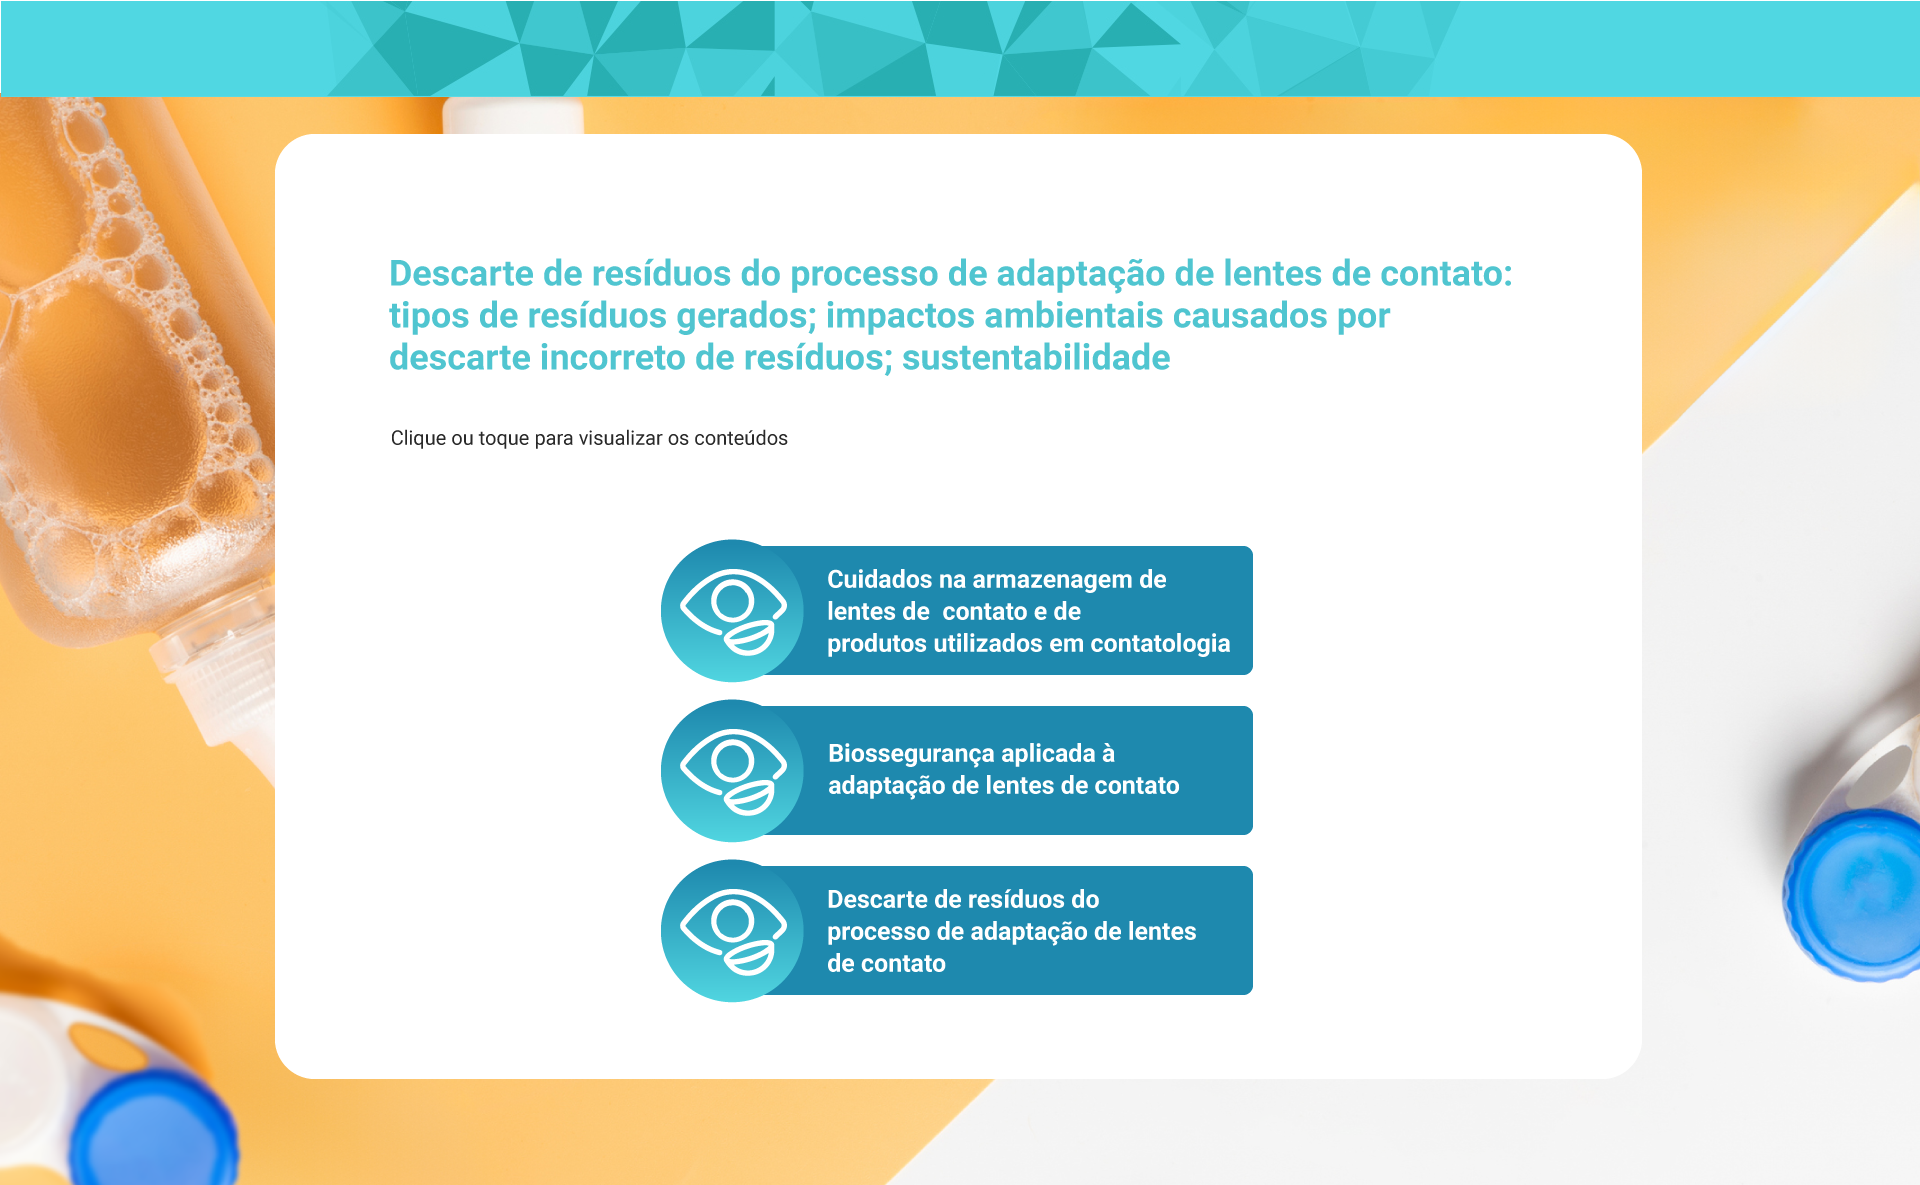 Descarte de resíduos do processo de adaptação de lentes de contato:
tipos de resíduos gerados; impactos ambientais causados por
descarte incorreto de resíduos; sustentabilidade
Clique ou toque para visualizar os conteúdos
Cuidados na armazenagem de
lentes de  contato e de
produtos utilizados em contatologia
Biossegurança aplicada à
adaptação de lentes de contato
Descarte de resíduos do
processo de adaptação de lentes
de contato